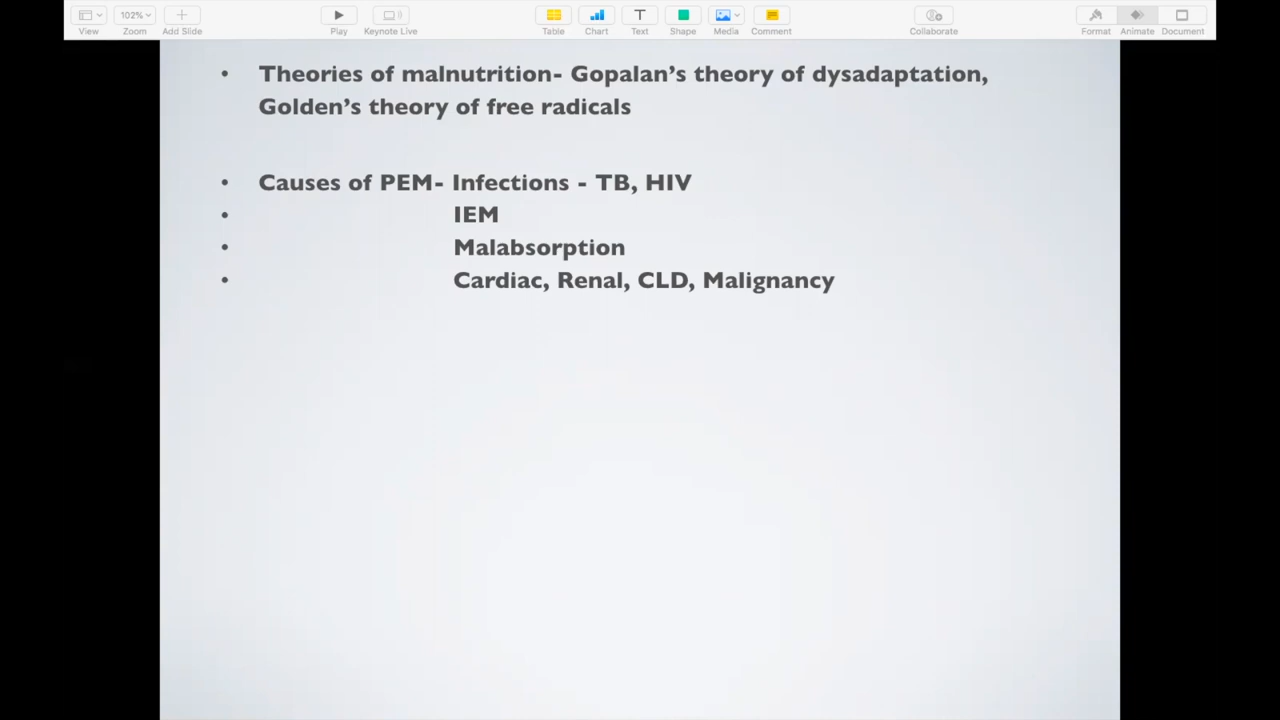 102%
View Zoom Add Slide Play Keynote Live Table Chart Text Shape Media Comment Collaborate Format Animate Document
• Theories of malnutrition- Gopalan's theory of dysadaptation,
Golden's theory of free radicals
• Causes of PEM- Infections - TB, HIV
• IEM
• Malabsorption
• Cardiac, Renal, CLD, Malignancy